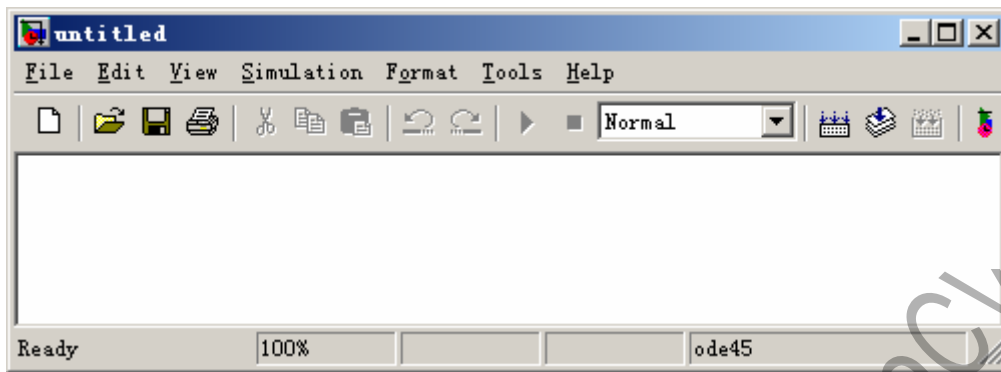 untitled
File Edit View Simulation Format Tools Help
Normal
Ready 100% ode45